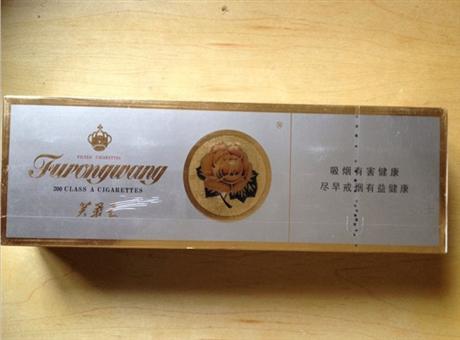 FILTER CIGARETTES
Furongwang
200 CLASS A CIGARETTES
芙蓉王
吸烟有害健康
尽早戒烟有益健康